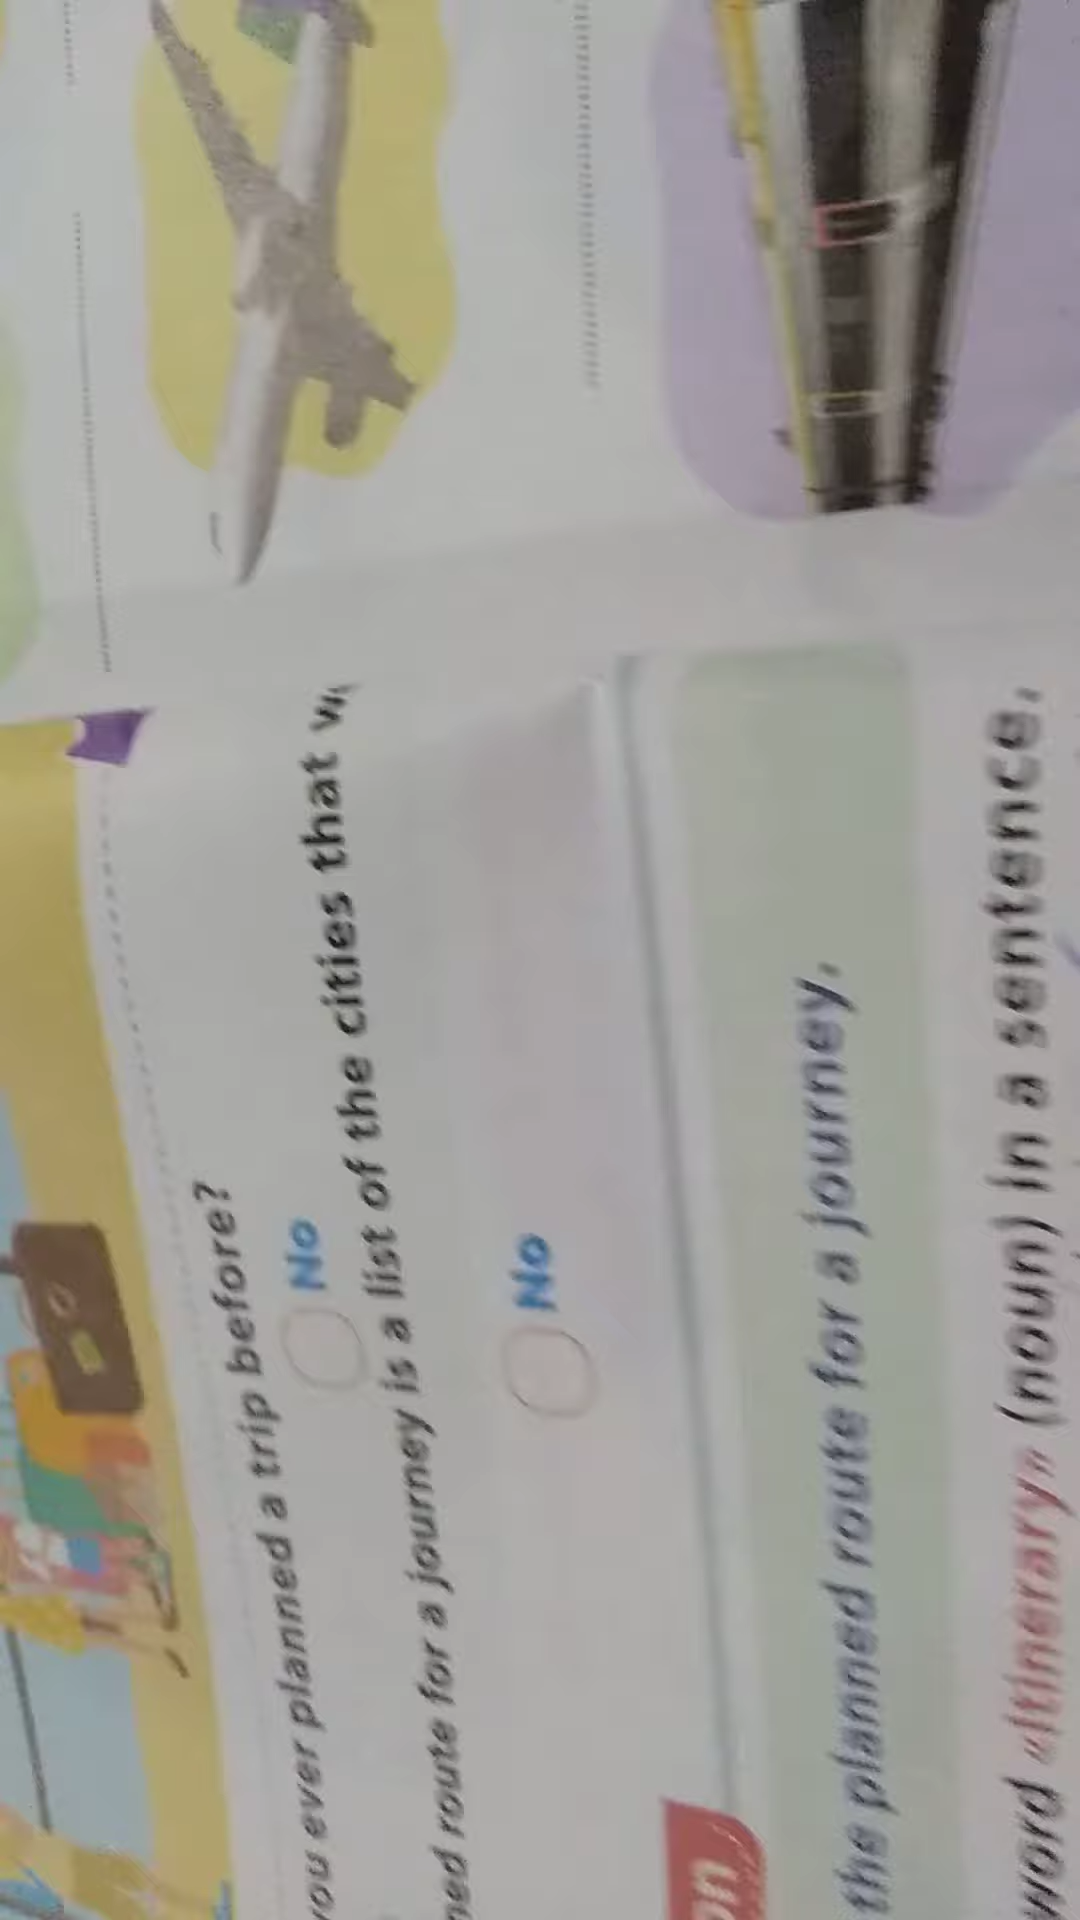 you ever planned a trip before?
No
ned route for a journey is a list of the cities that
No
the planned route for a journey.
word «itinerary» (noun) in a sentence.